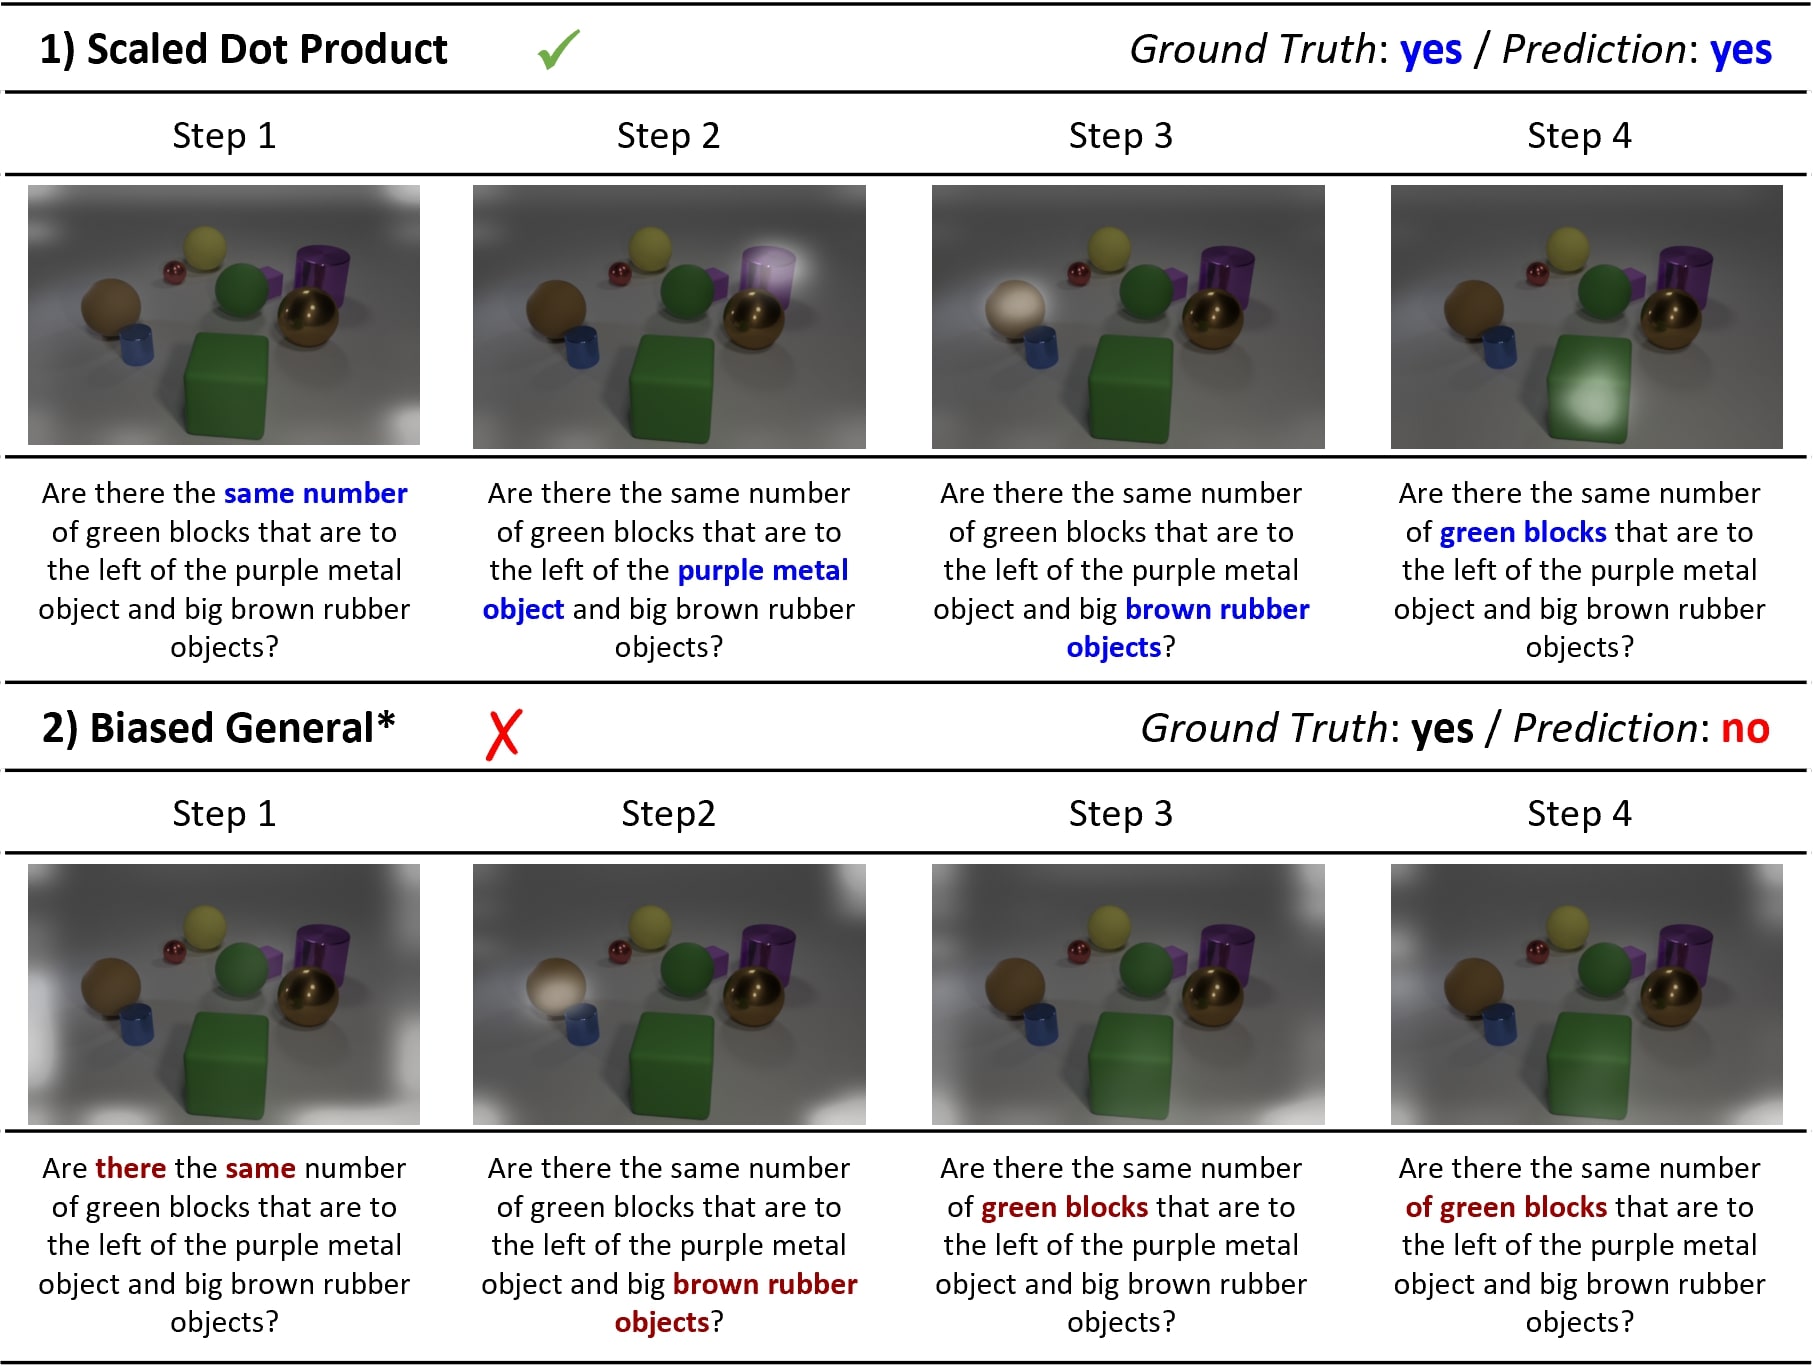 1) Scaled Dot Product ✓ Ground Truth: yes / Prediction: yes
Step 1 Step 2 Step 3 Step 4
Are there the same number
of green blocks that are to
the left of the purple metal
object and big brown rubber
objects?
Are there the same number
of green blocks that are to
the left of the purple metal
object and big brown rubber
objects?
Are there the same number
of green blocks that are to
the left of the purple metal
object and big brown rubber
objects?
Are there the same number
of green blocks that are to
the left of the purple metal
object and big brown rubber
objects?
2) Biased General* ✗ Ground Truth: yes / Prediction: no
Step 1 Step2 Step 3 Step 4
Are there the same number
of green blocks that are to
the left of the purple metal
object and big brown rubber
objects?
Are there the same number
of green blocks that are to
the left of the purple metal
object and big brown rubber
objects?
Are there the same number
of green blocks that are to
the left of the purple metal
object and big brown rubber
objects?
Are there the same number
of green blocks that are to
the left of the purple metal
object and big brown rubber
objects?